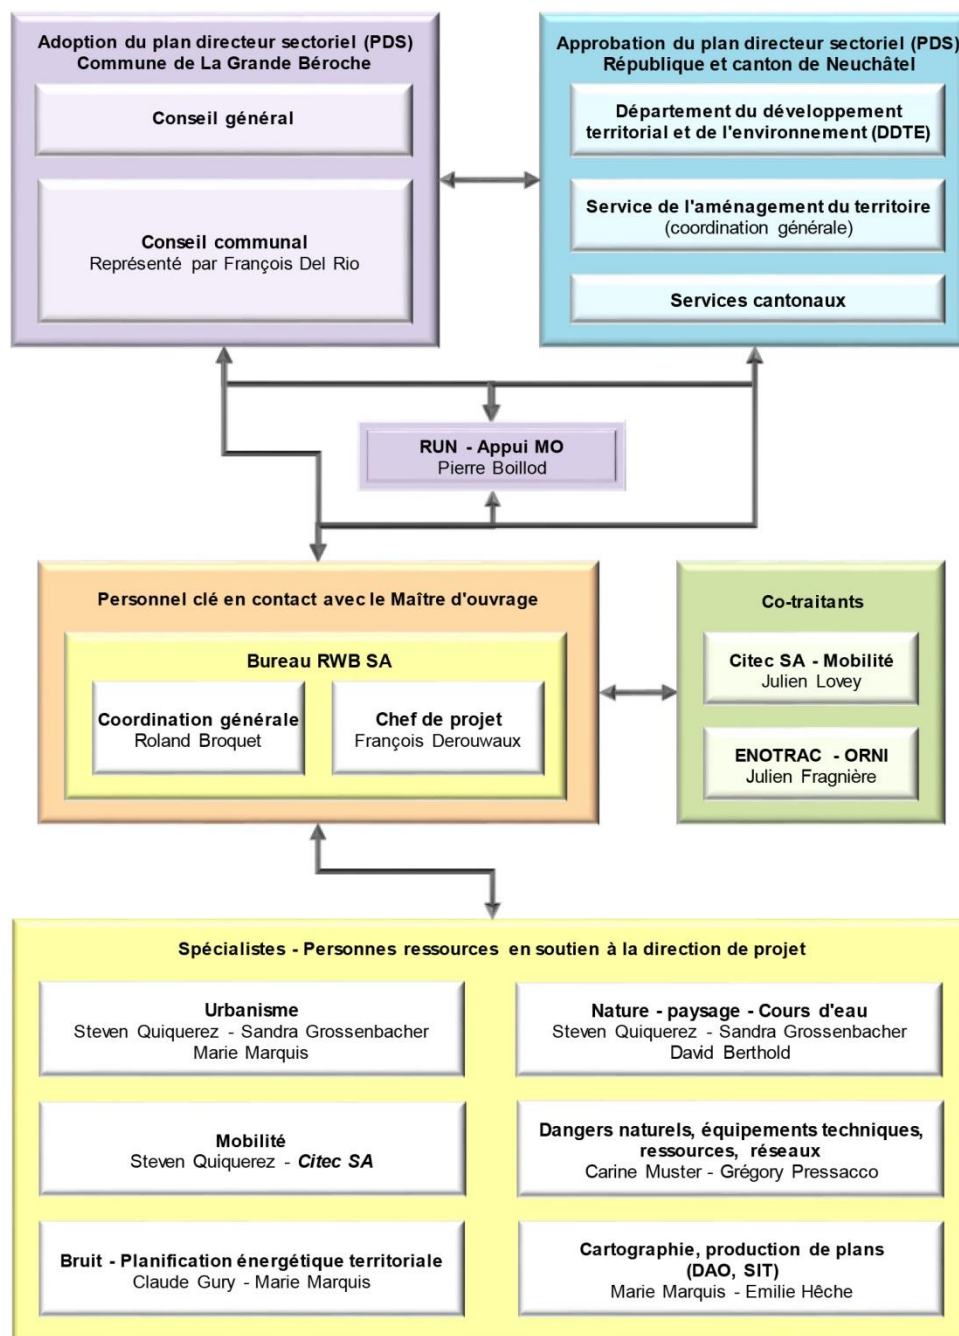 Adoption du plan directeur sectoriel (PDS)
Commune de La Grande Béroche
Conseil général
Conseil communal
Représenté par François Del Rio
Approbation du plan directeur sectoriel (PDS)
République et canton de Neuchâtel
Département du développement
territorial et de l'environnement (DDTE)
Service de l'aménagement du territoire
(coordination générale)
Services cantonaux
RUN - Appui MO
Pierre Boillod
Personnel clé en contact avec le Maître d'ouvrage
Bureau RWB SA
Coordination générale
Roland Broquet
Chef de projet
François Derouwaux
Co-traitants
Citec SA - Mobilité
Julien Lovey
ENOTRAC - ORNI
Julien Fragnière
Spécialistes - Personnes ressources en soutien à la direction de projet
Urbanisme
Steven Quiquerez - Sandra Grossenbacher
Marie Marquis
Nature - paysage - Cours d'eau
Steven Quiquerez - Sandra Grossenbacher
David Berthold
Mobilité
Steven Quiquerez - Citec SA
Dangers naturels, équipements techniques,
ressources, réseaux
Carine Muster - Grégory Pressacco
Bruit - Planification énergétique territoriale
Claude Gury - Marie Marquis
Cartographie, production de plans
(DAO, SIT)
Marie Marquis - Emilie Hêche